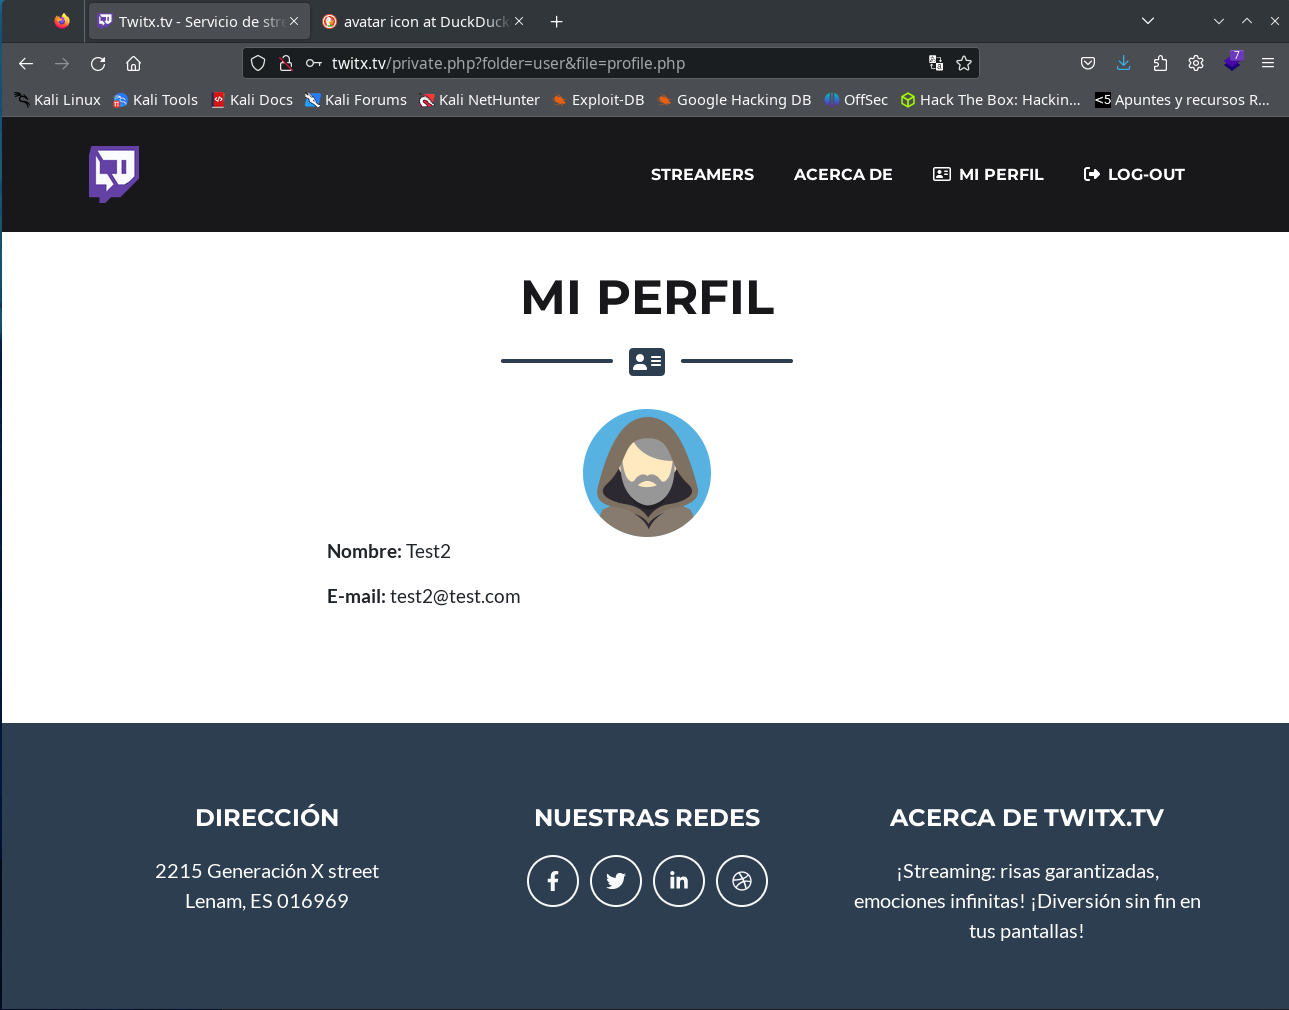 Twitx.tv - Servicio de stre
avatar icon at DuckDuck
twitx.tv/private.php?folder=user&file=profile.php
7
Kali Linux
Kali Tools
Kali Docs
Kali Forums
Kali NetHunter
Exploit-DB
Google Hacking DB
OffSec
Hack The Box: Hackin...
<5
Apuntes y recursos R...
STREAMERS
ACERCA DE
MI PERFIL
LOG-OUT
MI PERFIL
Nombre: Test2
E-mail: test2@test.com
DIRECCIÓN
2215 Generación X street
Lenam, ES 016969
NUESTRAS REDES
ACERCA DE TWITX.TV
¡Streaming: risas garantizadas,
emociones infinitas! ¡Diversión sin fin en
tus pantallas!